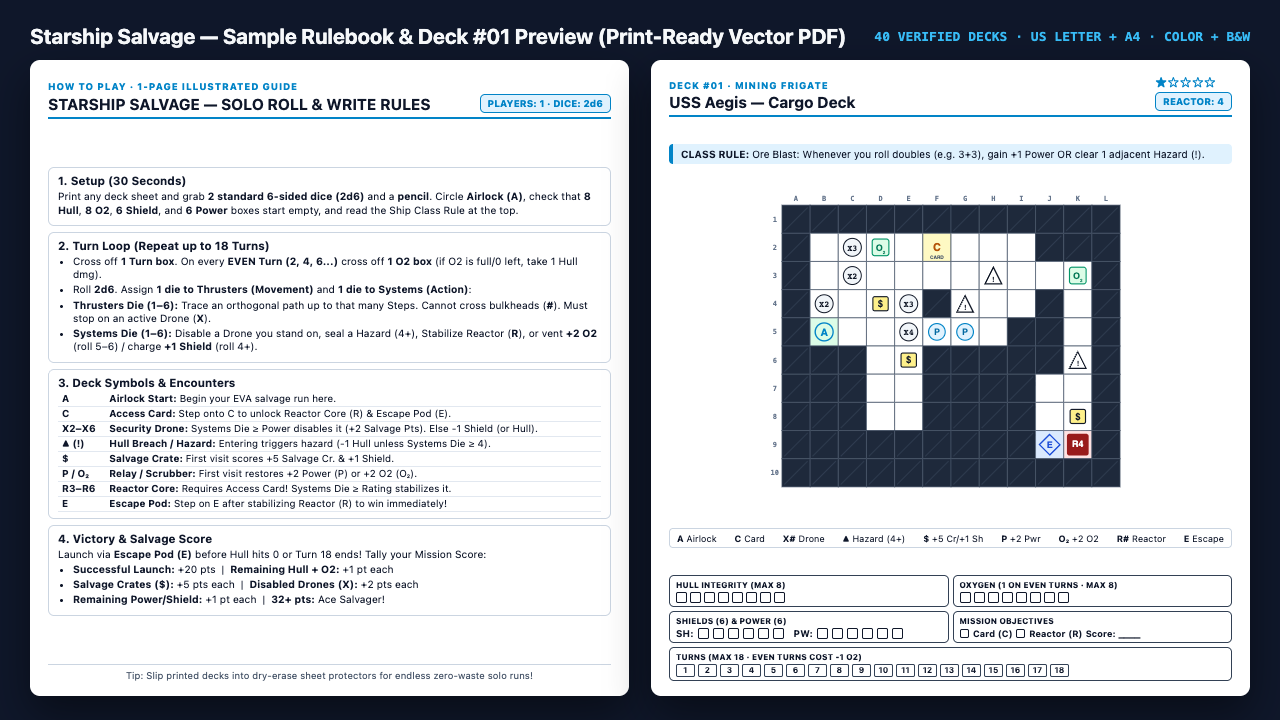 Starship Salvage — Sample Rulebook & Deck #01 Preview (Print-Ready Vector PDF)
40 VERIFIED DECKS · US LETTER + A4 · COLOR + B&W
HOW TO PLAY · 1-PAGE ILLUSTRATED GUIDE
STARSHIP SALVAGE — SOLO ROLL & WRITE RULES
PLAYERS: 1 · DICE: 2d6
1. Setup (30 Seconds)
Print any deck sheet and grab 2 standard 6-sided dice (2d6) and a pencil. Circle Airlock (A), check that 8
Hull, 8 O2, 6 Shield, and 6 Power boxes start empty, and read the Ship Class Rule at the top.
2. Turn Loop (Repeat up to 18 Turns)
• Cross off 1 Turn box. On every EVEN Turn (2, 4, 6...) cross off 1 O2 box (if O2 is full/0 left, take 1 Hull
dmg).
• Roll 2d6. Assign 1 die to Thrusters (Movement) and 1 die to Systems (Action):
• Thrusters Die (1–6): Trace an orthogonal path up to that many Steps. Cannot cross bulkheads (#). Must
stop on an active Drone (X).
• Systems Die (1–6): Disable a Drone you stand on, seal a Hazard (4+), Stabilize Reactor (R), or vent +2 O2
(roll 5–6) / charge +1 Shield (roll 4+).
3. Deck Symbols & Encounters
A Airlock Start: Begin your EVA salvage run here.
C Access Card: Step onto C to unlock Reactor Core (R) & Escape Pod (E).
X2–X6 Security Drone: Systems Die ≥ Power disables it (+2 Salvage Pts). Else -1 Shield (or Hull).
▲ (!) Hull Breach / Hazard: Entering triggers hazard (-1 Hull unless Systems Die ≥ 4).
$ Salvage Crate: First visit scores +5 Salvage Cr. & +1 Shield.
P / O₂ Relay / Scrubber: First visit restores +2 Power (P) or +2 O2 (O₂).
R3–R6 Reactor Core: Requires Access Card! Systems Die ≥ Rating stabilizes it.
E Escape Pod: Step on E after stabilizing Reactor (R) to win immediately!
4. Victory & Salvage Score
Launch via Escape Pod (E) before Hull hits 0 or Turn 18 ends! Tally your Mission Score:
• Successful Launch: +20 pts | Remaining Hull + O2: +1 pt each
• Salvage Crates ($): +5 pts each | Disabled Drones (X): +2 pts each
• Remaining Power/Shield: +1 pt each | 32+ pts: Ace Salvager!
Tip: Slip printed decks into dry-erase sheet protectors for endless zero-waste solo runs!
DECK #01 · MINING FRIGATE
★☆☆☆☆
USS Aegis — Cargo Deck
REACTOR: 4
CLASS RULE: Ore Blast: Whenever you roll doubles (e.g. 3+3), gain +1 Power OR clear 1 adjacent Hazard (!).
A B C D E F G H I J K L
1
2 x3 O₂ C CARD
3 x2 ! O₂
4 x2 $ x3 !
5 A x4 P P
6 $ !
7
8 $
9 E R4
10
A Airlock C Card X# Drone ▲ Hazard (4+) $ +5 Cr/+1 Sh P +2 Pwr O₂ +2 O2 R# Reactor E Escape
HULL INTEGRITY (MAX 8)
OXYGEN (1 ON EVEN TURNS · MAX 8)
SHIELDS (6) & POWER (6)
SH: PW:
MISSION OBJECTIVES
Card (C) Reactor (R) Score: ____
TURNS (MAX 18 · EVEN TURNS COST -1 O2)
1 2 3 4 5 6 7 8 9 10 11 12 13 14 15 16 17 18